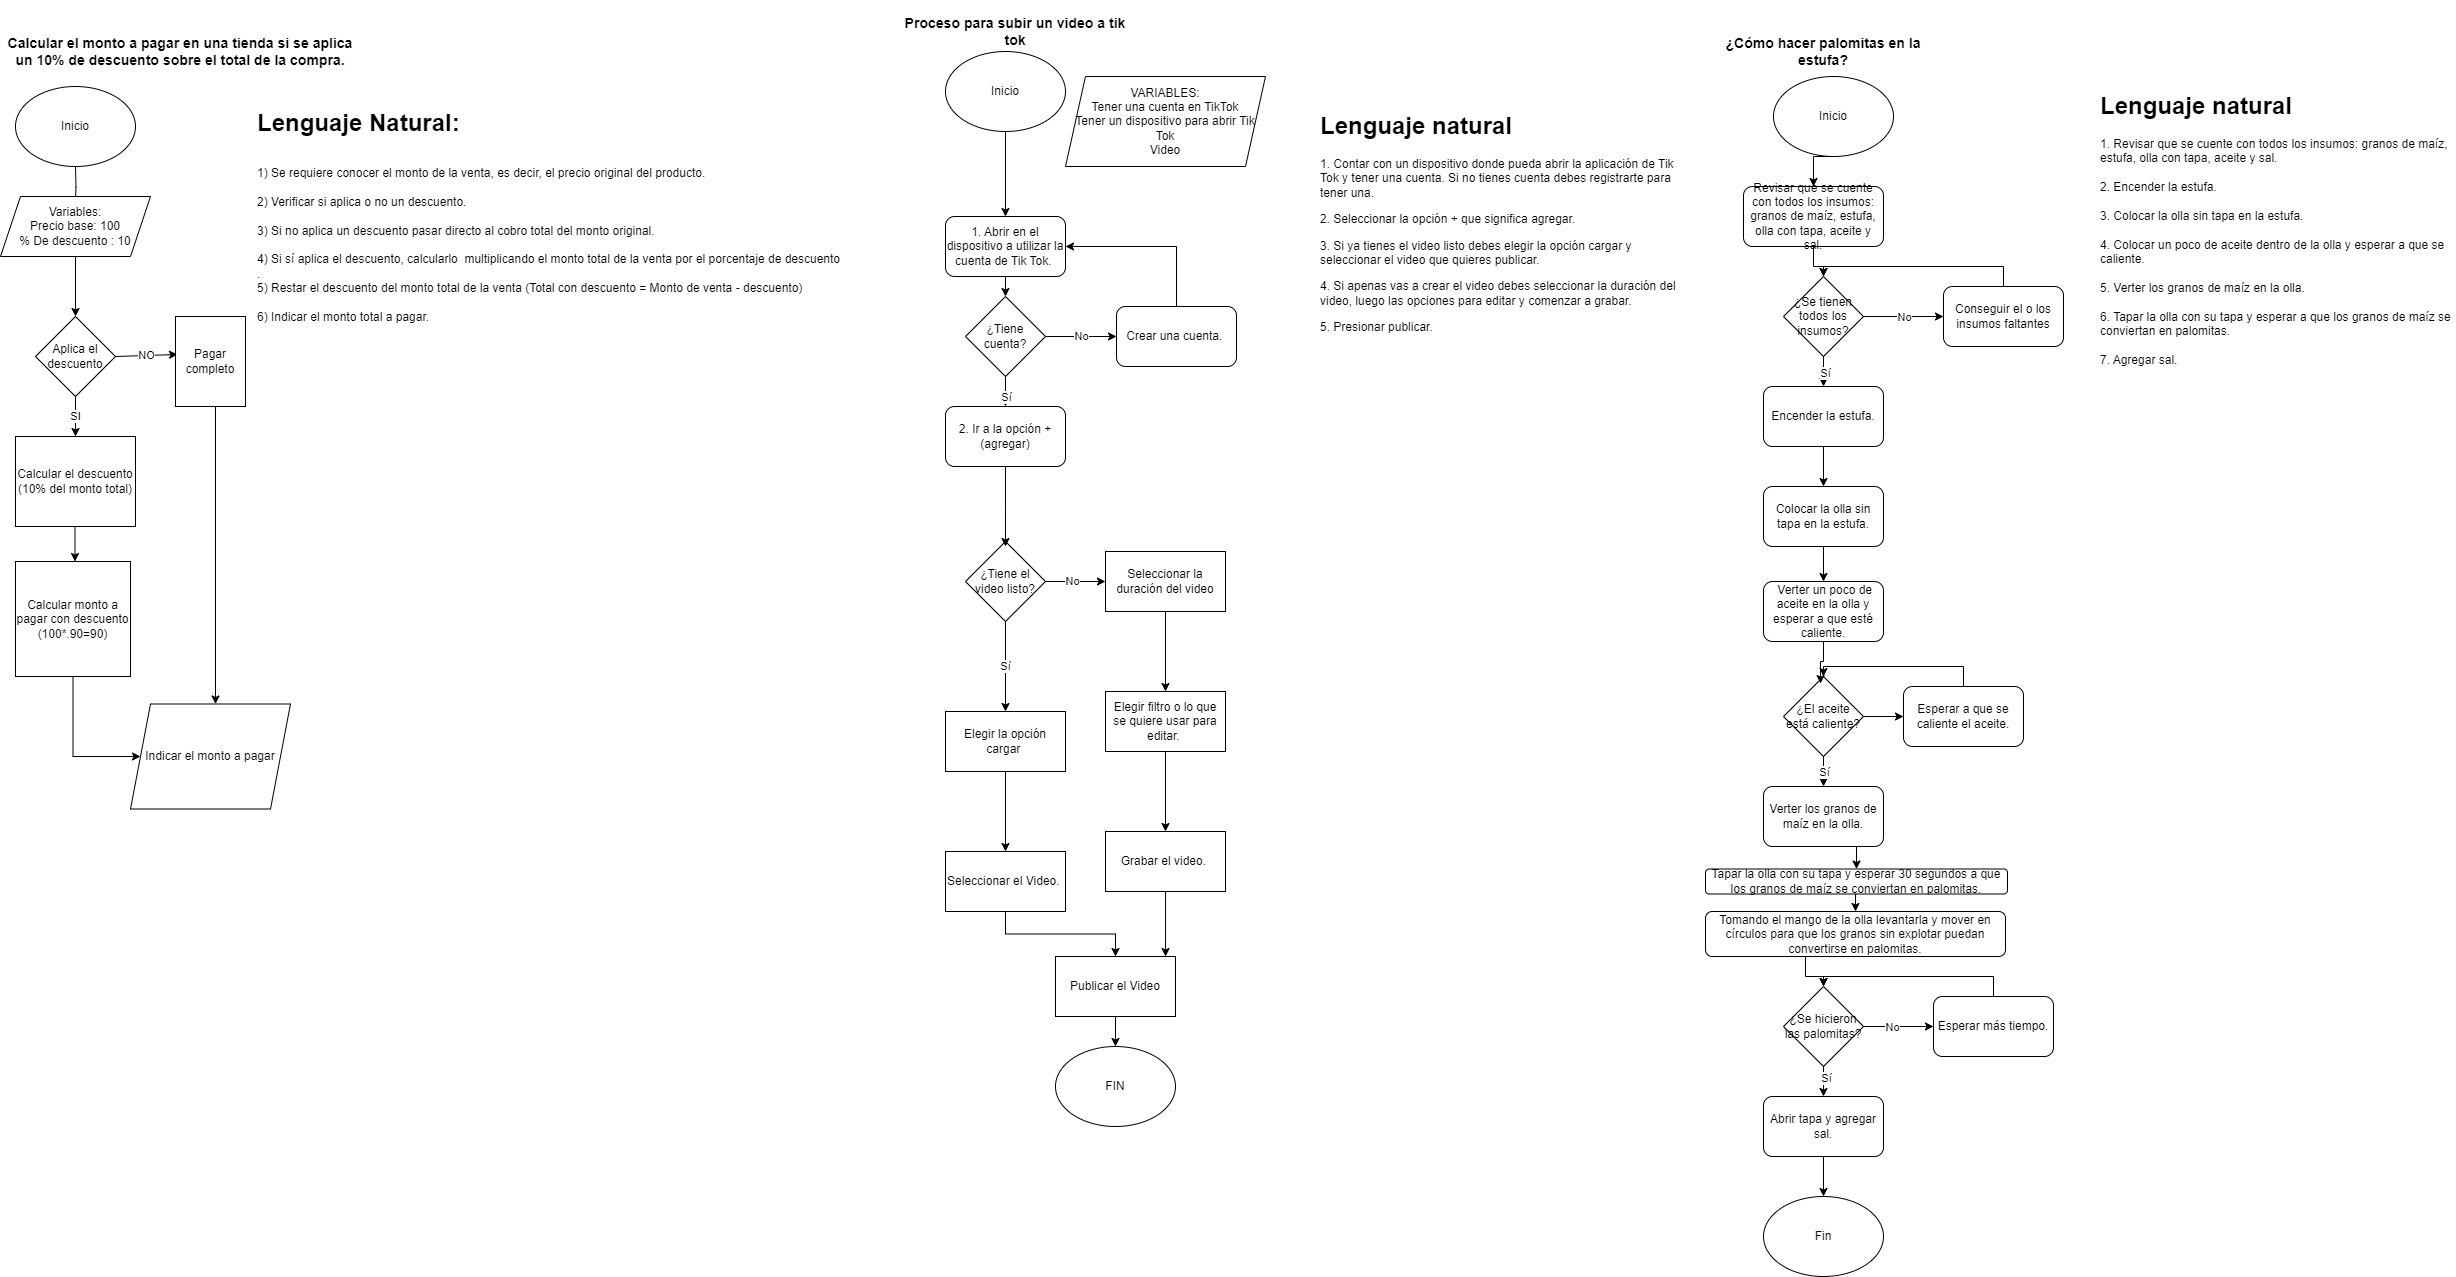 Calcular el monto a pagar en una tienda si se aplica
un 10% de descuento sobre el total de la compra.
Inicio
Variables:
Precio base: 100
% De descuento : 10
Aplica el
descuento
NO
Pagar
completo
SI
Calcular el descuento
(10% del monto total)
Calcular monto a
pagar con descuento
(100*.90=90)
Indicar el monto a pagar
Lenguaje Natural:
1) Se requiere conocer el monto de la venta, es decir, el precio original del producto.
2) Verificar si aplica o no un descuento.
3) Si no aplica un descuento pasar directo al cobro total del monto original.
4) Si sí aplica el descuento, calcularlo  multiplicando el monto total de la venta por el porcentaje de descuento
.
5) Restar el descuento del monto total de la venta (Total con descuento = Monto de venta - descuento)
6) Indicar el monto total a pagar.
Proceso para subir un video a tik
tok
Inicio
VARIABLES:
Tener una cuenta en TikTok
Tener un dispositivo para abrir Tik
Tok
Video
1. Abrir en el
dispositivo a utilizar la
cuenta de Tik Tok.
¿Tiene
cuenta?
No
Crear una cuenta.
Sí
2. Ir a la opción +
(agregar)
¿Tiene el
video listo?
No
Seleccionar la
duración del video
Sí
Elegir filtro o lo que
se quiere usar para
editar.
Elegir la opción
cargar
Grabar el video.
Seleccionar el Video.
Publicar el Video
FIN
Lenguaje natural
1. Contar con un dispositivo donde pueda abrir la aplicación de Tik
Tok y tener una cuenta. Si no tienes cuenta debes registrarte para
tener una.
2. Seleccionar la opción + que significa agregar.
3. Si ya tienes el video listo debes elegir la opción cargar y
seleccionar el video que quieres publicar.
4. Si apenas vas a crear el video debes seleccionar la duración del
video, luego las opciones para editar y comenzar a grabar.
5. Presionar publicar.
¿Cómo hacer palomitas en la
estufa?
Inicio
Revisar que se cuente
con todos los insumos:
granos de maíz, estufa,
olla con tapa, aceite y
sal.
¿Se tienen
todos los
insumos?
No
Conseguir el o los
insumos faltantes
Sí
Encender la estufa.
Colocar la olla sin
tapa en la estufa.
Verter un poco de
aceite en la olla y
esperar a que esté
caliente.
¿El aceite
está caliente?
Esperar a que se
caliente el aceite.
Sí
Verter los granos de
maíz en la olla.
Tapar la olla con su tapa y esperar 30 segundos a que
los granos de maíz se conviertan en palomitas.
Tomando el mango de la olla levantarla y mover en
círculos para que los granos sin explotar puedan
convertirse en palomitas.
¿Se hicieron
las palomitas?
No
Esperar más tiempo.
Sí
Abrir tapa y agregar
sal.
Fin
Lenguaje natural
1. Revisar que se cuente con todos los insumos: granos de maíz,
estufa, olla con tapa, aceite y sal.
2. Encender la estufa.
3. Colocar la olla sin tapa en la estufa.
4. Colocar un poco de aceite dentro de la olla y esperar a que se
caliente.
5. Verter los granos de maíz en la olla.
6. Tapar la olla con su tapa y esperar a que los granos de maíz se
conviertan en palomitas.
7. Agregar sal.